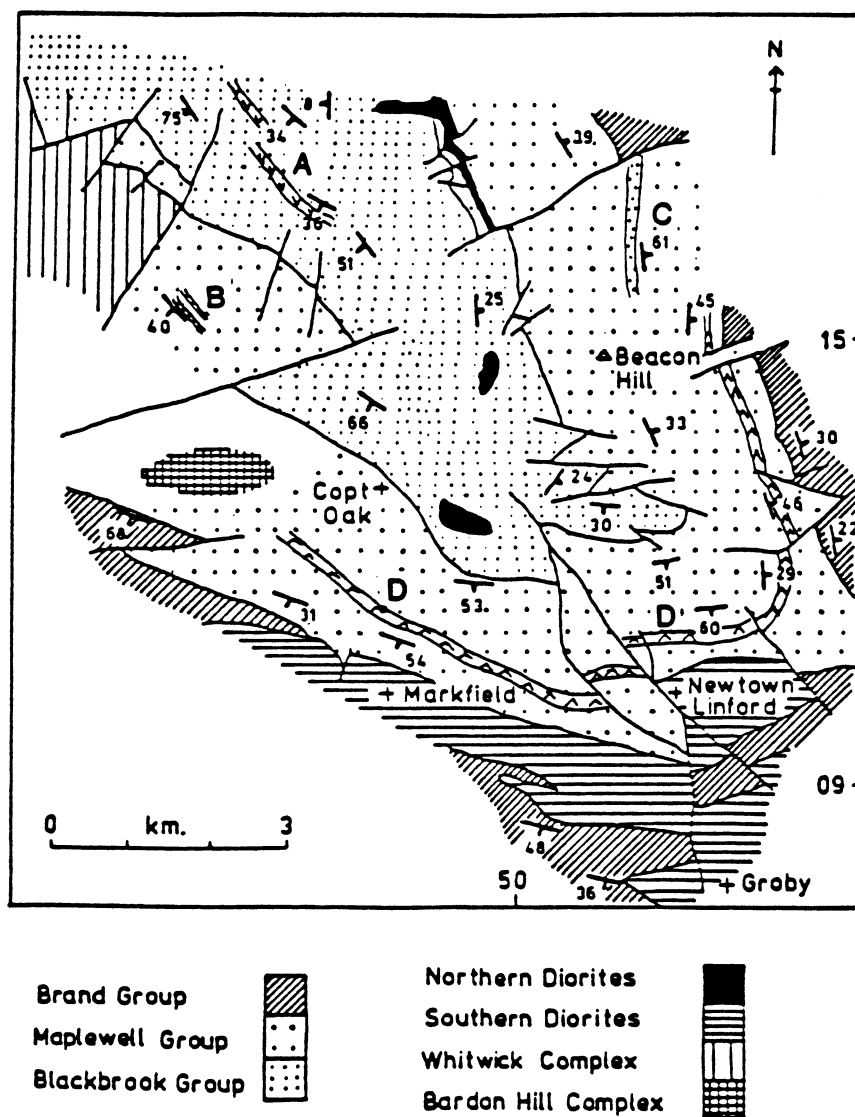 N
75
34
8
39
A
36
C
51
61
B
40
25
45
15
Beacon
Hill
66
33
30
24
46
Copt
Oak
30
22
68
51
29
D
53
31
D
60
54
Markfield
Newtown
Linford
09
0 km. 3
48
36
50
Groby
Brand Group
Maplewell Group
Blackbrook Group
Northern Diorites
Southern Diorites
Whitwick Complex
Bardon Hill Complex